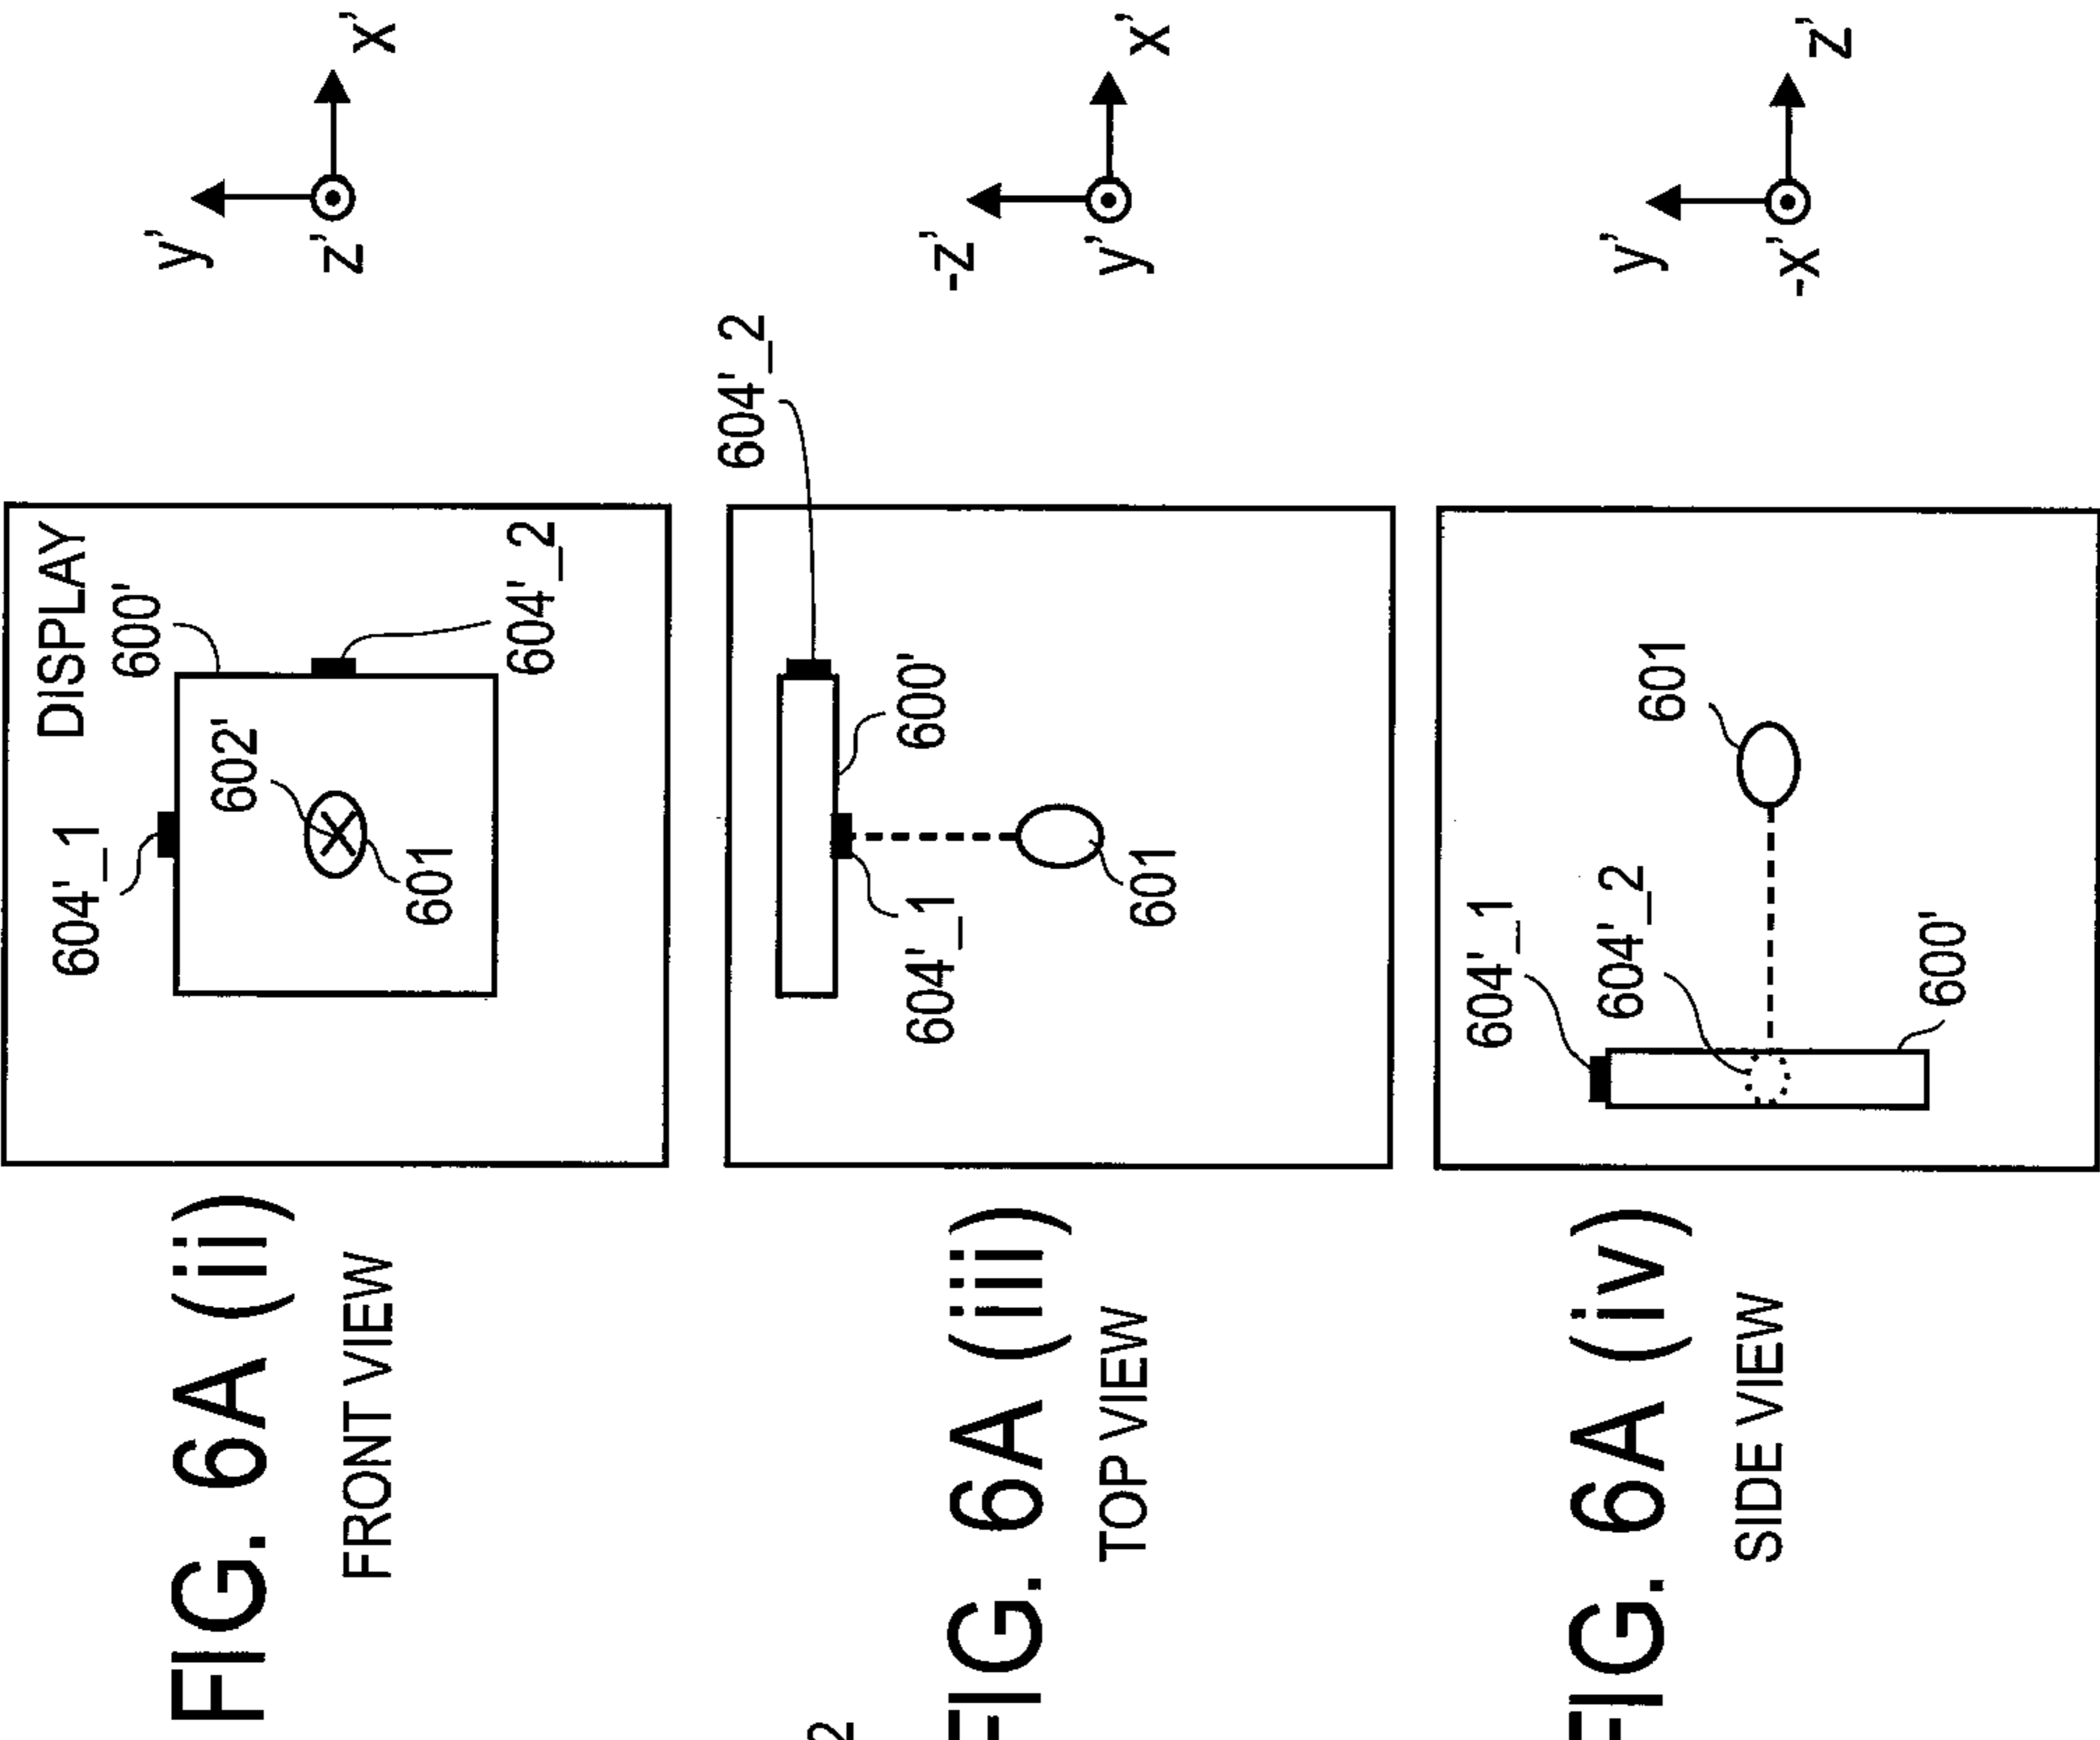 FIG. 6A (ii)
FRONT VIEW
DISPLAY
604'_1
602'
600'
601
604'_2
y'
z'
x'
FIG. 6A (iii)
TOP VIEW
604'_2
600'
604'_1
601
-z'
y'
x'
2
FIG. 6A (iv)
SIDE VIEW
604'_1
604'_2
601
600'
y'
-x'
z'